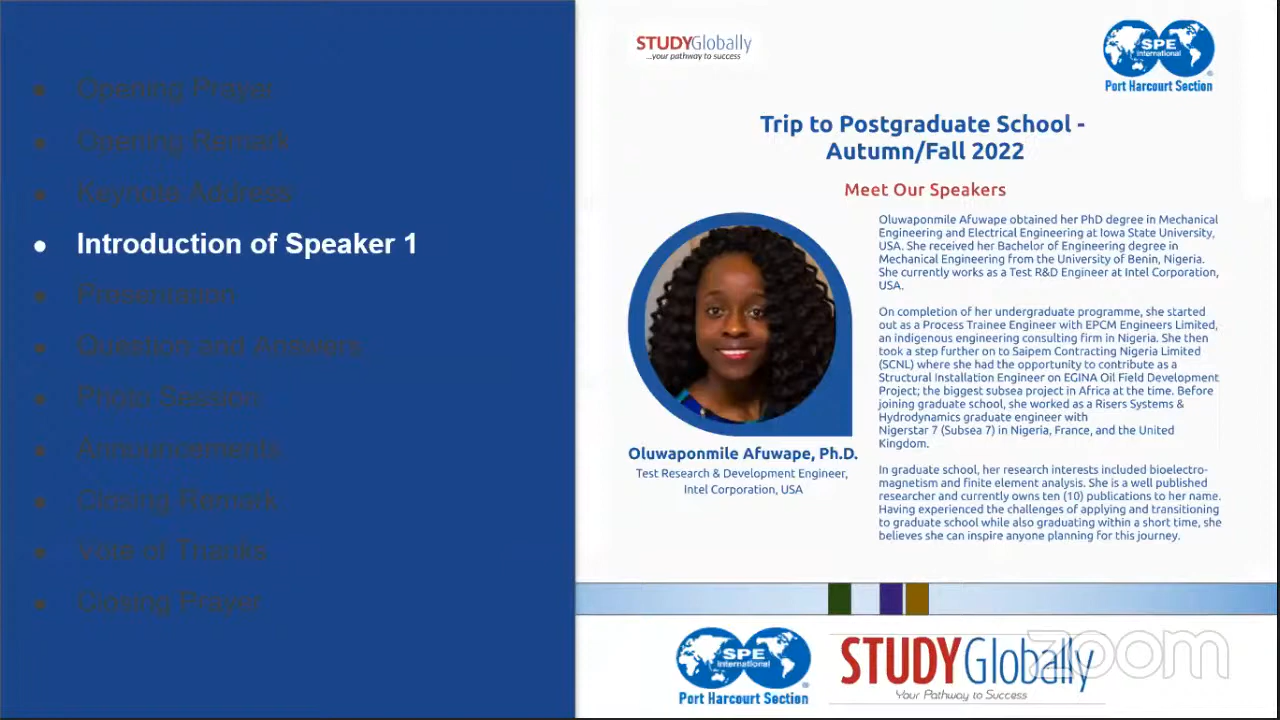 Opening Prayer
Opening Remark
Keynote Address
Introduction of Speaker 1
Presentation
Question and Answers
Photo Session
Announcements
Closing Remark
Vote of Thanks
Closing Prayer
STUDYGlobally
...your pathway to success
SPE
International
Port Harcourt Section
Trip to Postgraduate School -
Autumn/Fall 2022
Meet Our Speakers
Oluwaponmile Afuwape, Ph.D.
Test Research & Development Engineer,
Intel Corporation, USA
Oluwaponmile Afuwape obtained her PhD degree in Mechanical
Engineering and Electrical Engineering at Iowa State University,
USA. She received her Bachelor of Engineering degree in
Mechanical Engineering from the University of Benin, Nigeria.
She currently works as a Test R&D Engineer at Intel Corporation,
USA.
On completion of her undergraduate programme, she started
out as a Process Trainee Engineer with EPCM Engineers Limited,
an indigenous engineering consulting firm in Nigeria. She then
took a step further on to Saipem Contracting Nigeria Limited
(SCNL) where she had the opportunity to contribute as a
Structural Installation Engineer on EGINA Oil Field Development
Project; the biggest subsea project in Africa at the time. Before
joining graduate school, she worked as a Risers Systems &
Hydrodynamics graduate engineer with
Nigerstar 7 (Subsea 7) in Nigeria, France, and the United
Kingdom.
In graduate school, her research interests included bioelectro-
magnetism and finite element analysis. She is a well published
researcher and currently owns ten (10) publications to her name.
Having experienced the challenges of applying and transitioning
to graduate school while also graduating within a short time, she
believes she can inspire anyone planning for this journey.
SPE
International
Port Harcourt Section
STUDYGlobally
Your Pathway to Success
zoom